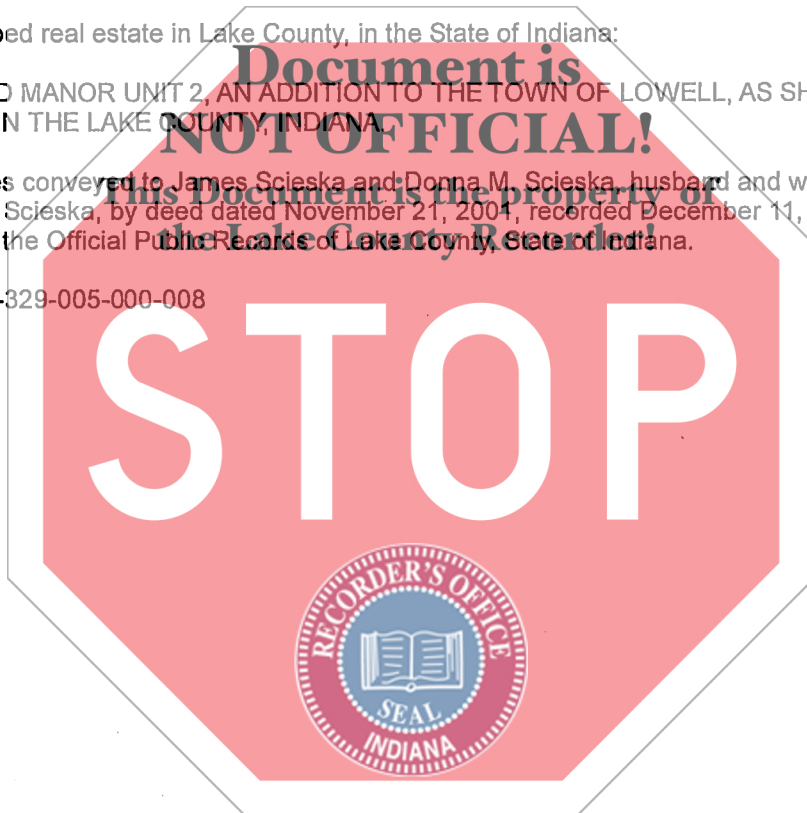 bed real estate in Lake County, in the State of Indiana:
Document is
D MANOR UNIT 2, AN ADDITION TO THE TOWN OF LOWELL, AS SH
N THE LAKE COUNTY, INDIANA.
NOT OFFICIAL!
s conveyed to James Scieska and Donna M. Scieska, husband and w
This Document is the property of
Scieska, by deed dated November 21, 2001, recorded December 11,
the Official Public Records of Lake County, State of Indiana.
the Lake County Recorder!
-329-005-000-008
STOP
RECORDER'S OFFICE
SEAL
INDIANA